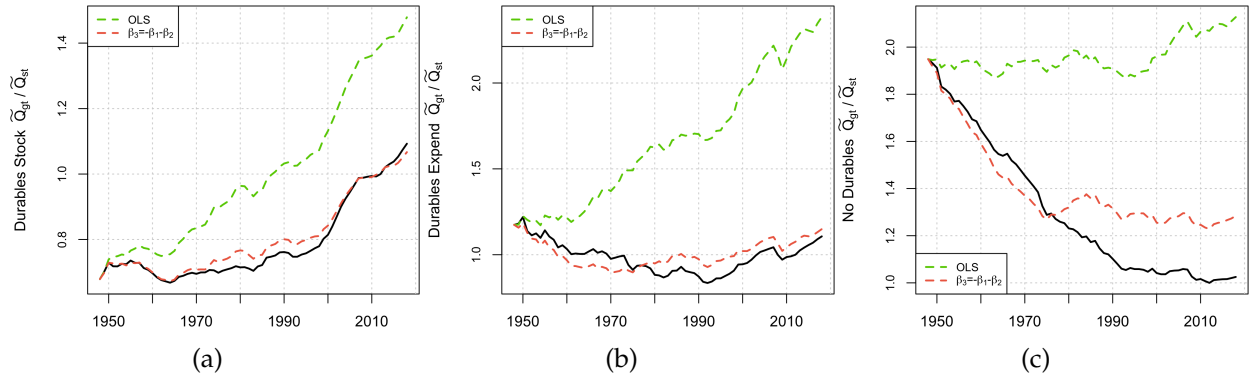 Durables Stock Q̃gt / Q̃st
1.4
1.2
1.0
0.8
OLS
β3=-β1-β2
1950
1970
1990
2010
(a)
Durables Expend Q̃gt / Q̃st
2.0
1.5
1.0
OLS
β3=-β1-β2
1950
1970
1990
2010
(b)
No Durables Q̃gt / Q̃st
2.0
1.8
1.6
1.4
1.2
1.0
OLS
β3=-β1-β2
1950
1970
1990
2010
(c)